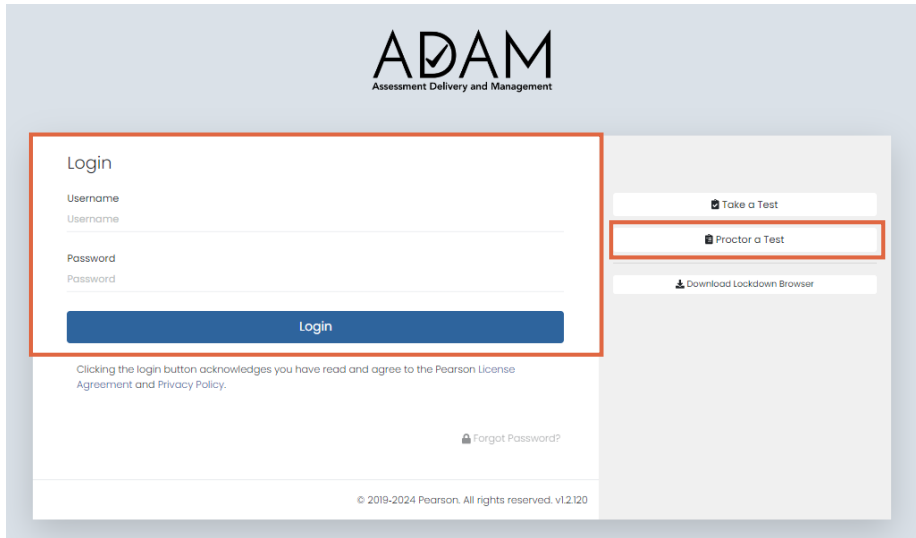 ADAM
Assessment Delivery and Management
Login
Username
Username
Password
Password
Login
Clicking the login button acknowledges you have read and agree to the Pearson License
Agreement and Privacy Policy.
Forgot Password?
© 2019-2024 Pearson. All rights reserved. v1.2.120
Take a Test
Proctor a Test
Download Lockdown Browser